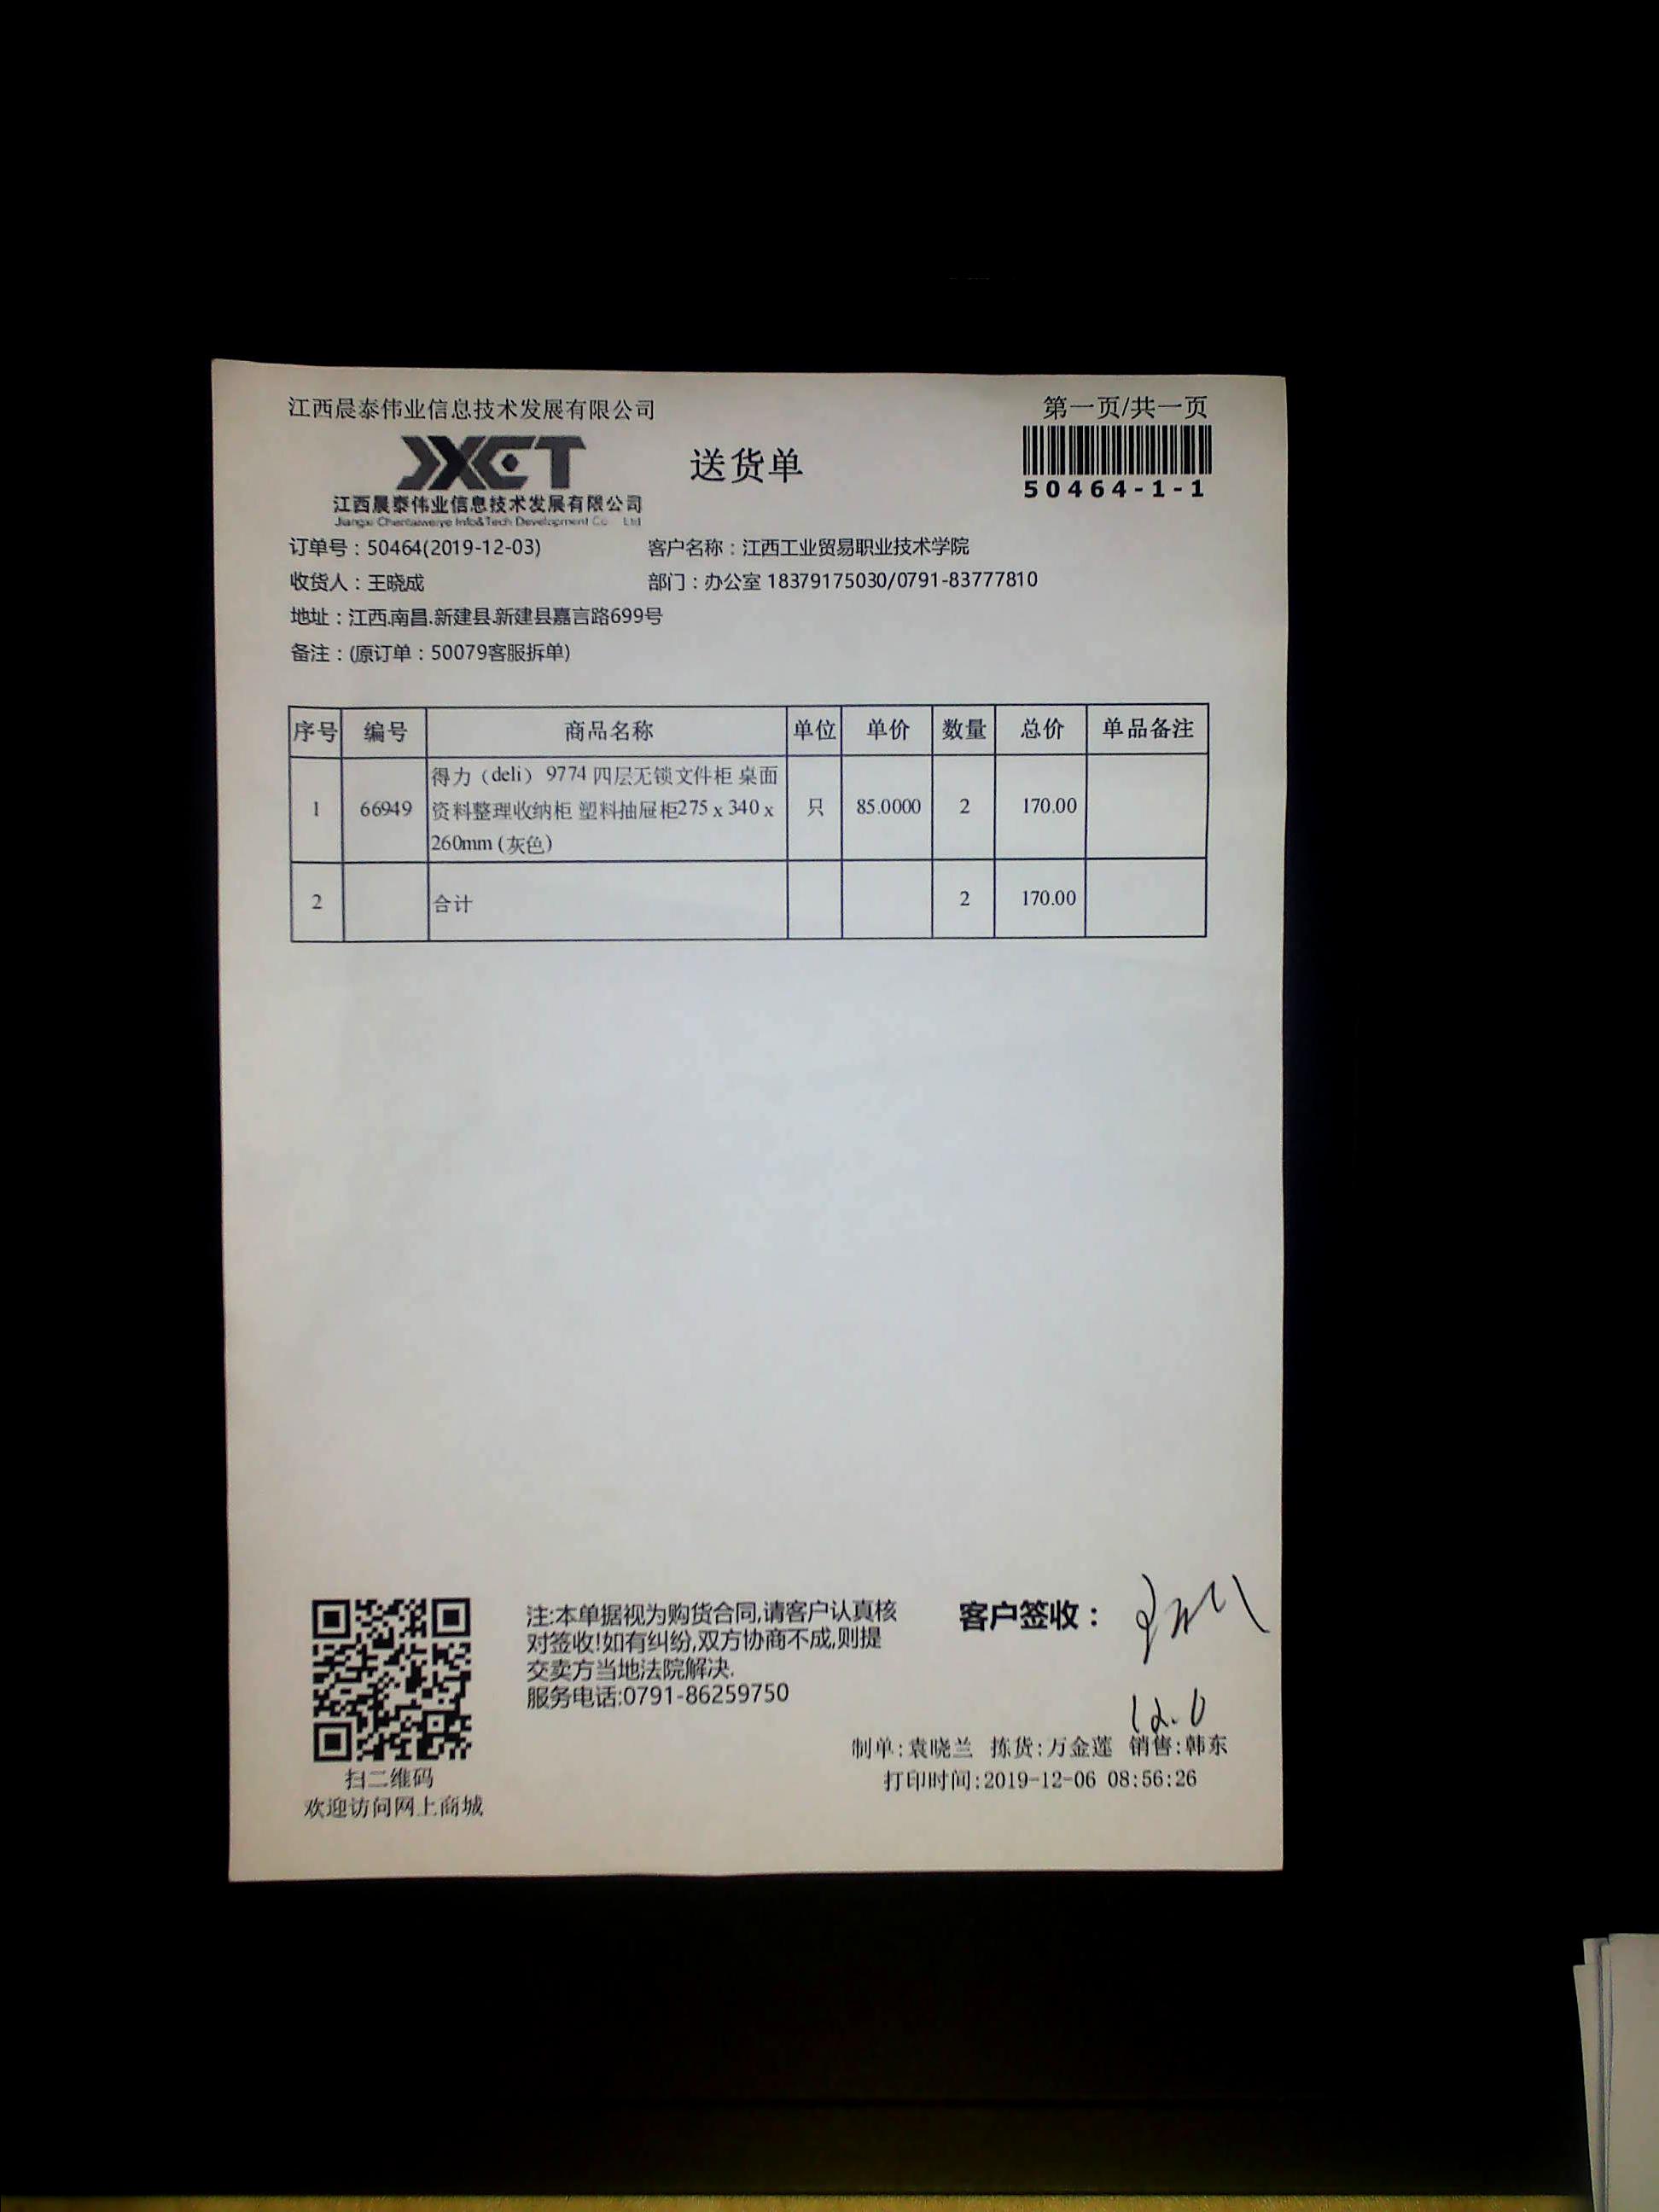 江西晨泰伟业信息技术发展有限公司
第一页/共一页
JXCT
送货单
50464-1-1
江西晨泰伟业信息技术发展有限公司
Jiangxi Chentaiweiye Info&Tech Development Co Ltd
订单号：50464(2019-12-03) 客户名称：江西工业贸易职业技术学院
收货人：王晓成 部门：办公室 18379175030/0791-83777810
地址：江西.南昌.新建县.新建县嘉言路699号
备注：(原订单：50079客服拆单)
序号 编号 商品名称 单位 单价 数量 总价 单品备注
1 66949 得力（deli） 9774 四层无锁文件柜 桌面
资料整理收纳柜 塑料抽屉柜275 x 340 x
260mm (灰色) 只 85.0000 2 170.00
2 合计 2 170.00
注:本单据视为购货合同,请客户认真核
对签收!如有纠纷,双方协商不成,则提
交卖方当地法院解决.
服务电话:0791-86259750
客户签收：
制单:袁晓兰 拣货:万金莲 销售:韩东
打印时间:2019-12-06 08:56:26
扫二维码
欢迎访问网上商城